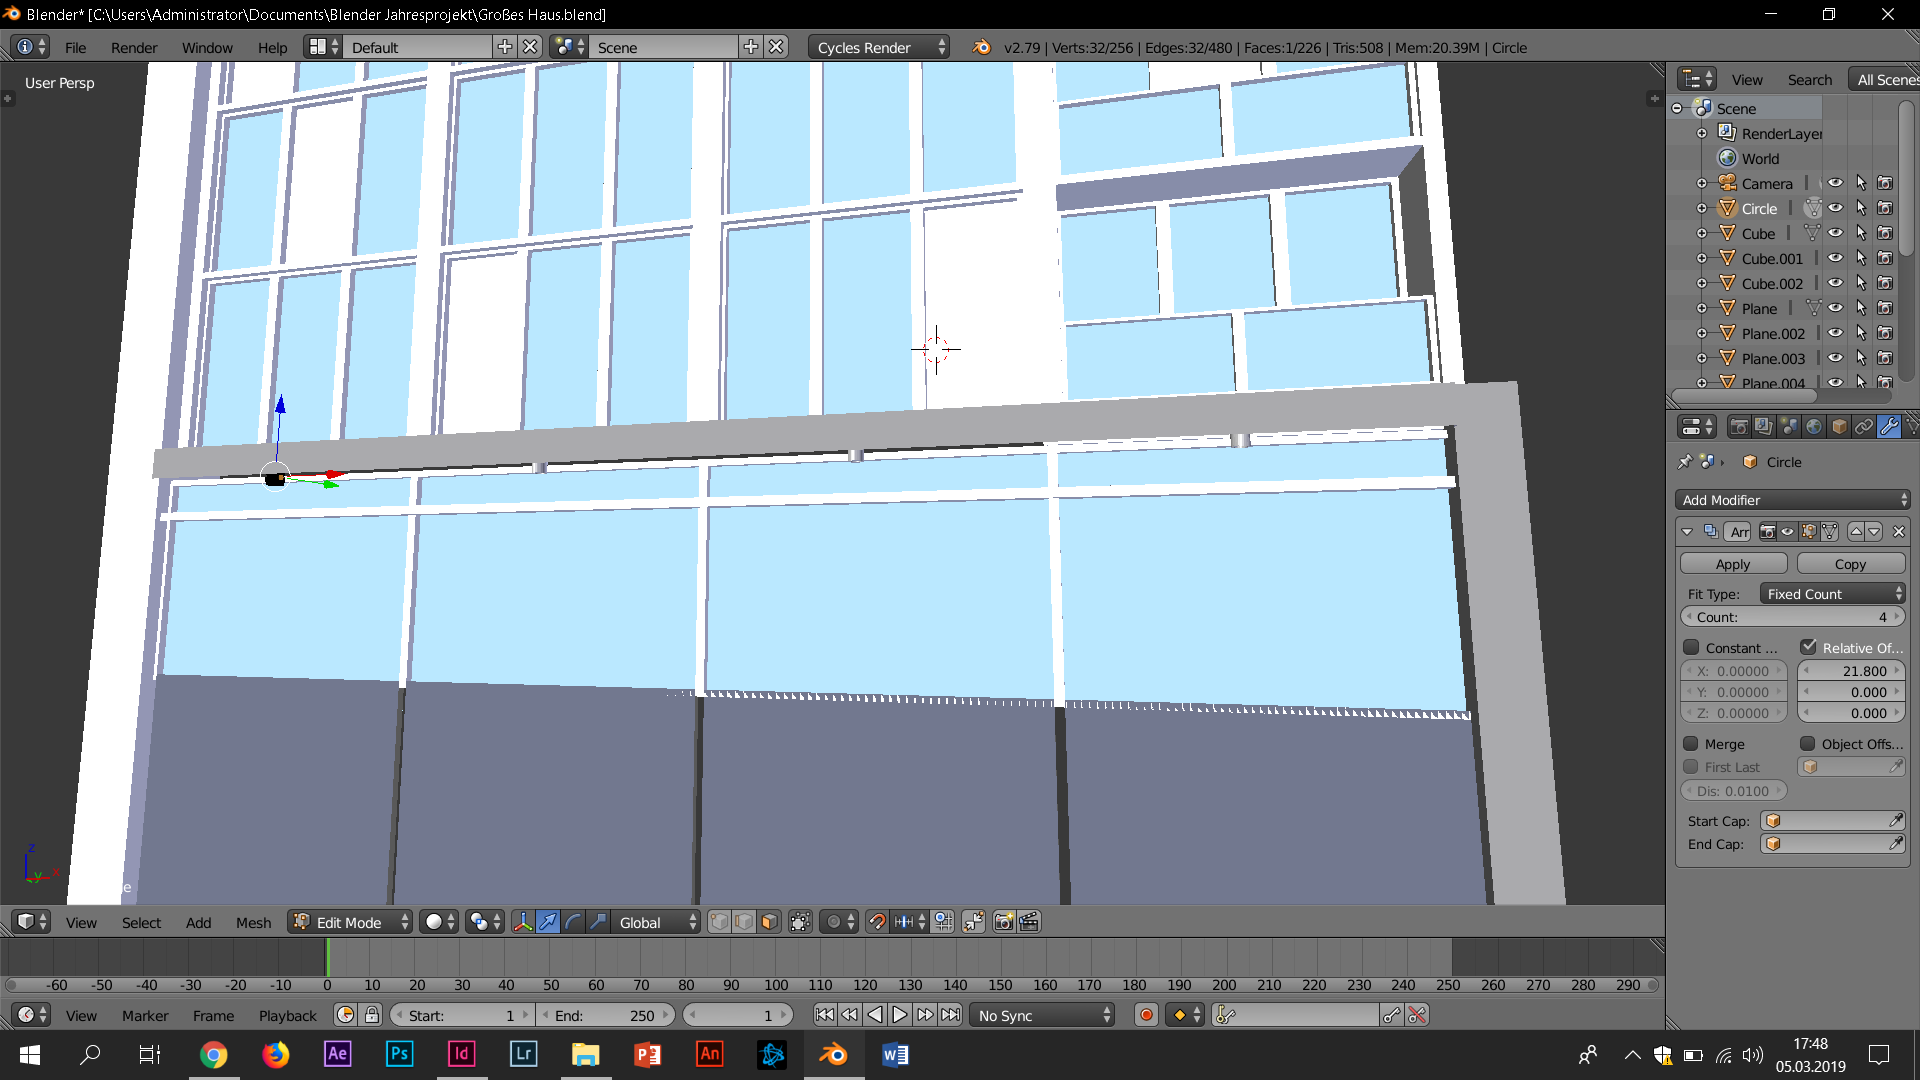 Blender* [C:\Users\Administrator\Documents\Blender Jahresprojekt\Großes Haus.blend]
File Render Window Help Default Scene Cycles Render v2.79 | Verts:32/256 | Edges:32/480 | Faces:1/226 | Tris:508 | Mem:20.39M | Circle
User Persp
View Search All Scenes
Scene
RenderLayer
World
Camera
Circle
Cube
Cube.001
Cube.002
Plane
Plane.002
Plane.003
Plane.004
Circle
Add Modifier
Arr
Apply Copy
Fit Type: Fixed Count
Count: 4
Constant ... Relative Of...
X: 0.00000 21.800
Y: 0.00000 0.000
Z: 0.00000 0.000
Merge Object Offs...
First Last
Dis: 0.0100
Start Cap:
End Cap:
z
x
y
e
View Select Add Mesh Edit Mode Global
-60 -50 -40 -30 -20 -10 0 10 20 30 40 50 60 70 80 90 100 110 120 130 140 150 160 170 180 190 200 210 220 230 240 250 260 270 280 290
View Marker Frame Playback Start: 1 End: 250 1 No Sync
Ae Ps Id Lr P An W
17:48
05.03.2019